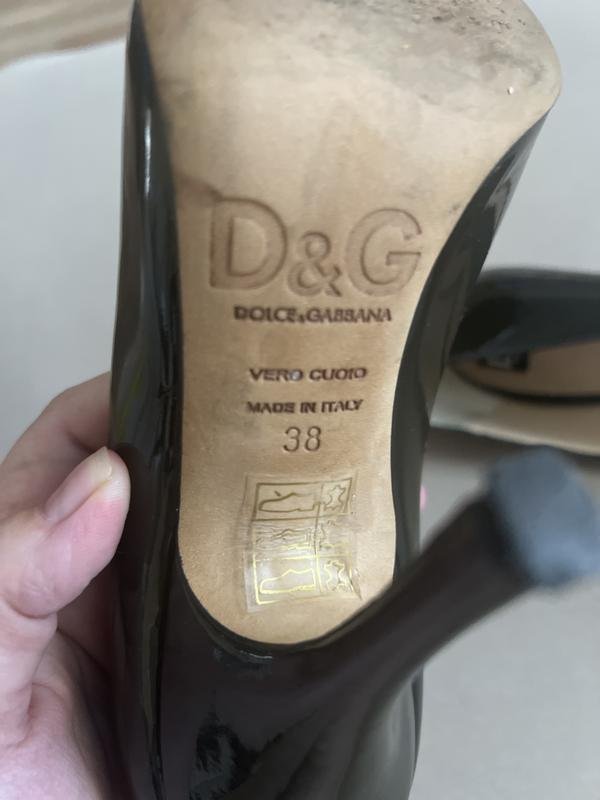 D&G
DOLCE&GABBANA
VERO CUOIO
MADE IN ITALY
38